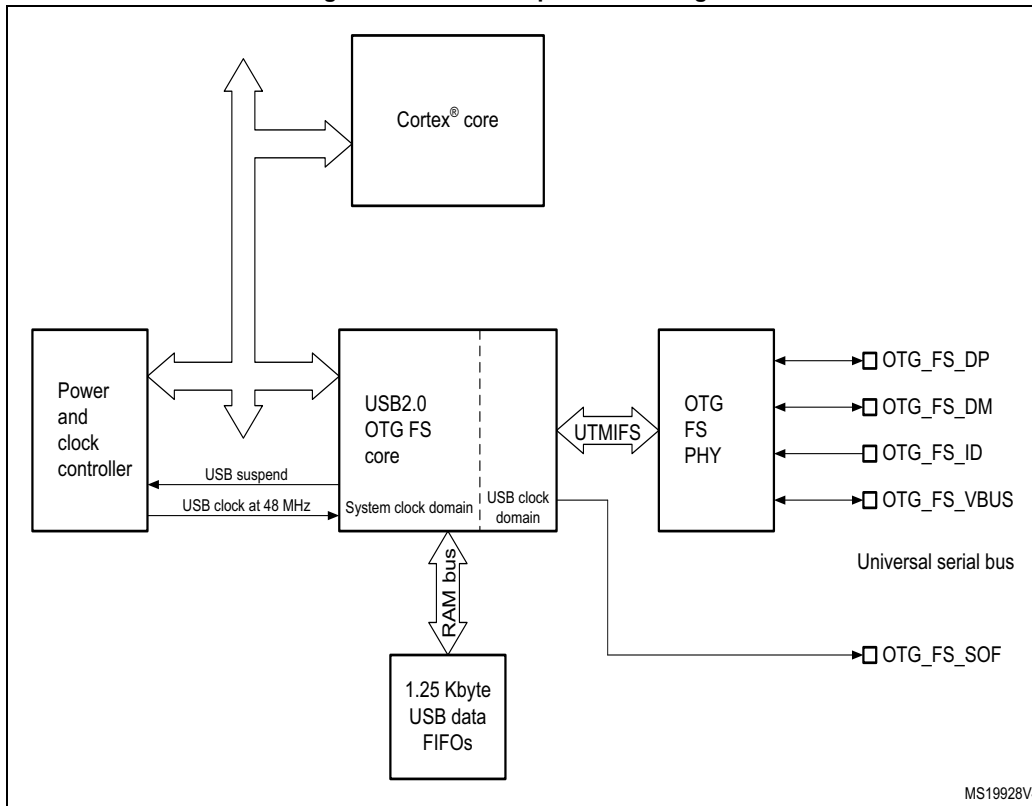 Cortex® core
Power
and
clock
controller
USB2.0
OTG FS
core
UTMIFS
OTG
FS
PHY
OTG_FS_DP
OTG_FS_DM
OTG_FS_ID
OTG_FS_VBUS
USB suspend
USB clock at 48 MHz
System clock domain
USB clock
domain
Universal serial bus
RAM bus
OTG_FS_SOF
1.25 Kbyte
USB data
FIFOs